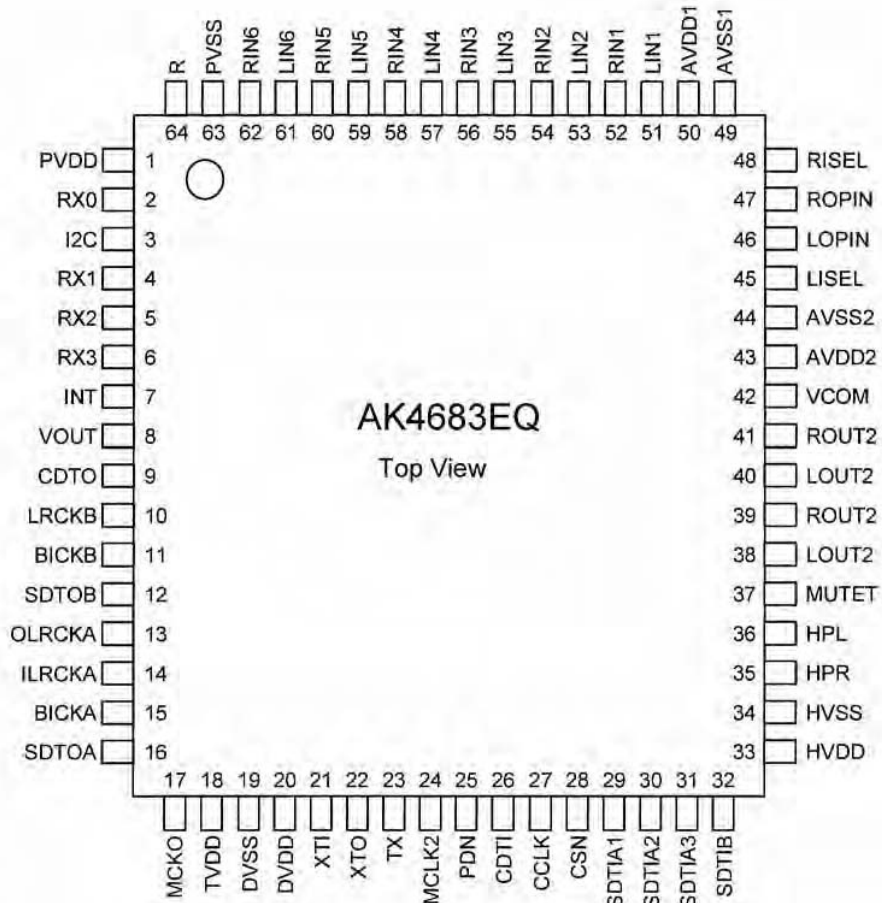 R PVSS RIN6 LIN6 RIN5 LIN5 RIN4 LIN4 RIN3 LIN3 RIN2 LIN2 RIN1 LIN1 AVDD1 AVSS1
64 63 62 61 60 59 58 57 56 55 54 53 52 51 50 49
PVDD 1 48 RISEL
RX0 2 47 ROPIN
I2C 3 46 LOPIN
RX1 4 45 LISEL
RX2 5 44 AVSS2
RX3 6 43 AVDD2
INT 7 42 VCOM
VOUT 8 41 ROUT2
CDTO 9 40 LOUT2
LRCKB 10 39 ROUT2
BICKB 11 38 LOUT2
SDTOB 12 37 MUTET
OLRCKA 13 36 HPL
ILRCKA 14 35 HPR
BICKA 15 34 HVSS
SDTOA 16 33 HVDD
AK4683EQ
Top View
17 18 19 20 21 22 23 24 25 26 27 28 29 30 31 32
MCKO TVDD DVSS DVDD XTI XTO TX MCLK2 PDN CDTI CCLK CSN SDTIA1 SDTIA2 SDTIA3 SDTIB